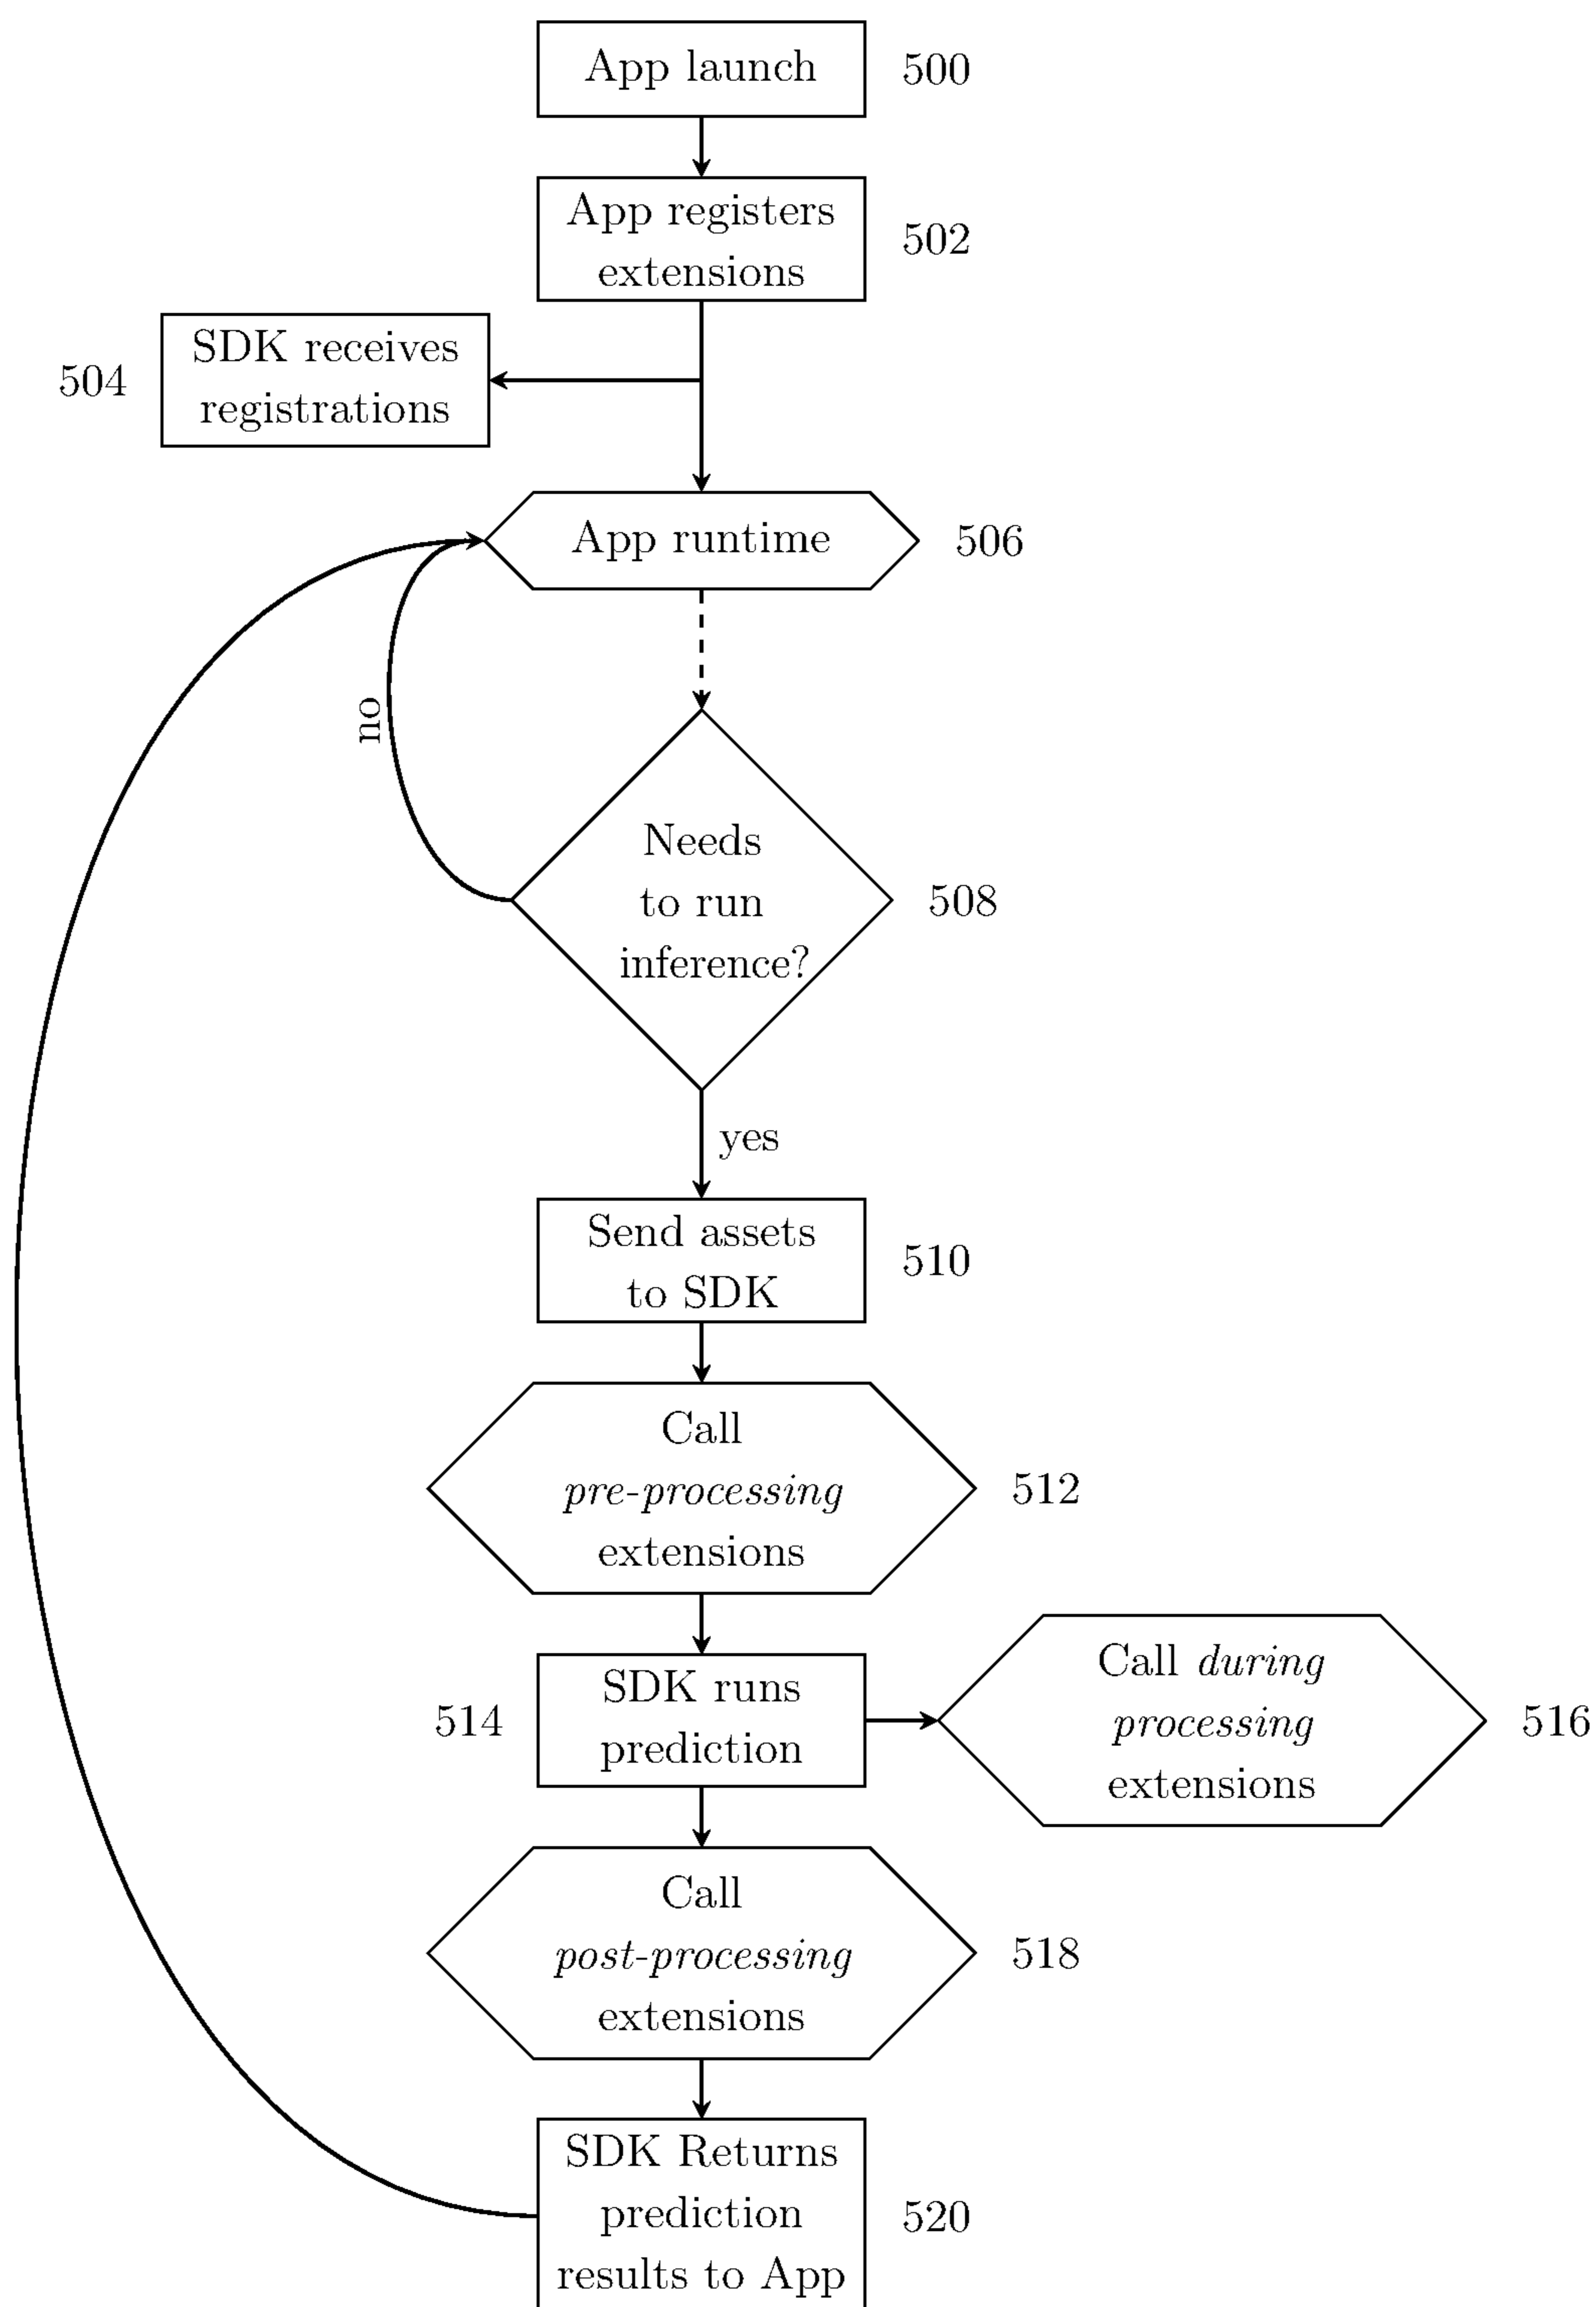 App launch
500
App registers
extensions
502
SDK receives
registrations
504
App runtime
506
no
Needs
to run
inference?
508
yes
Send assets
to SDK
510
Call
pre-processing
extensions
512
SDK runs
prediction
514
Call during
processing
extensions
516
Call
post-processing
extensions
518
SDK Returns
prediction
results to App
520